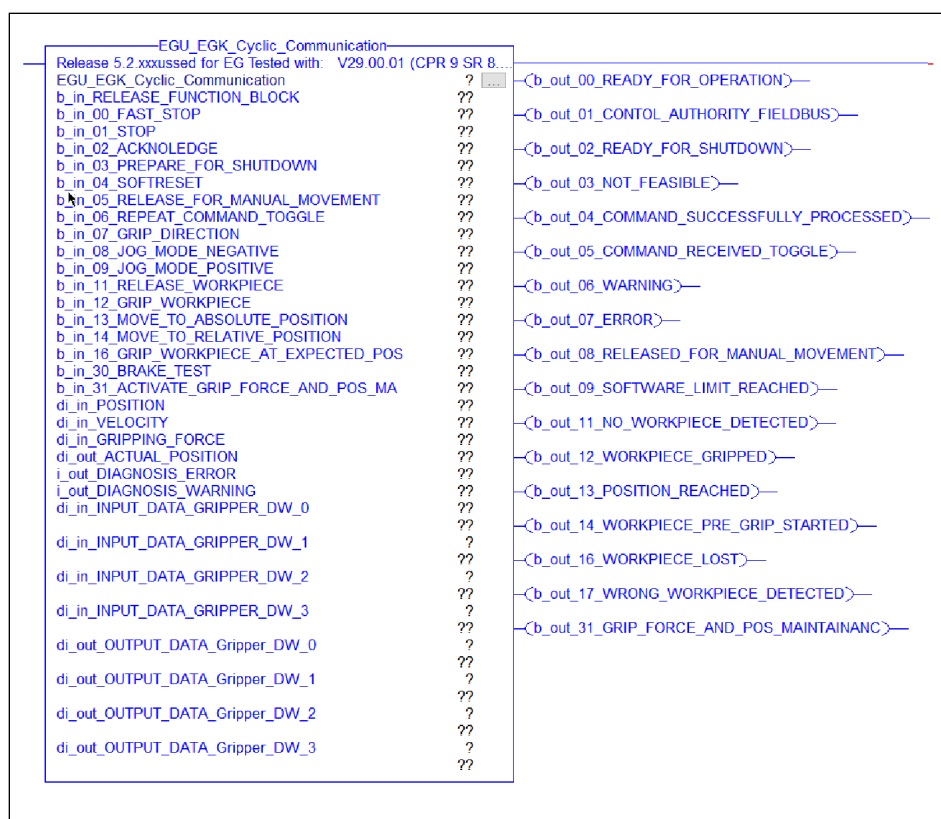 EGU_EGK_Cyclic_Communication
Release 5.2.xxxussed for EG Tested with: V29.00.01 (CPR 9 SR 8....
EGU_EGK_Cyclic_Communication ? ...
b_in_RELEASE_FUNCTION_BLOCK ??
b_in_00_FAST_STOP ??
b_in_01_STOP ??
b_in_02_ACKNOLEDGE ??
b_in_03_PREPARE_FOR_SHUTDOWN ??
b_in_04_SOFTRESET ??
b_in_05_RELEASE_FOR_MANUAL_MOVEMENT ??
b_in_06_REPEAT_COMMAND_TOGGLE ??
b_in_07_GRIP_DIRECTION ??
b_in_08_JOG_MODE_NEGATIVE ??
b_in_09_JOG_MODE_POSITIVE ??
b_in_11_RELEASE_WORKPIECE ??
b_in_12_GRIP_WORKPIECE ??
b_in_13_MOVE_TO_ABSOLUTE_POSITION ??
b_in_14_MOVE_TO_RELATIVE_POSITION ??
b_in_16_GRIP_WORKPIECE_AT_EXPECTED_POS ??
b_in_30_BRAKE_TEST ??
b_in_31_ACTIVATE_GRIP_FORCE_AND_POS_MA ??
di_in_POSITION ??
di_in_VELOCITY ??
di_in_GRIPPING_FORCE ??
di_out_ACTUAL_POSITION ??
i_out_DIAGNOSIS_ERROR ??
i_out_DIAGNOSIS_WARNING ??
di_in_INPUT_DATA_GRIPPER_DW_0 ??
??
di_in_INPUT_DATA_GRIPPER_DW_1 ?
??
di_in_INPUT_DATA_GRIPPER_DW_2 ?
??
di_in_INPUT_DATA_GRIPPER_DW_3 ?
??
di_out_OUTPUT_DATA_Gripper_DW_0 ?
??
di_out_OUTPUT_DATA_Gripper_DW_1 ?
??
di_out_OUTPUT_DATA_Gripper_DW_2 ?
??
di_out_OUTPUT_DATA_Gripper_DW_3 ?
??
b_out_00_READY_FOR_OPERATION
b_out_01_CONTOL_AUTHORITY_FIELDBUS
b_out_02_READY_FOR_SHUTDOWN
b_out_03_NOT_FEASIBLE
b_out_04_COMMAND_SUCCESSFULLY_PROCESSED
b_out_05_COMMAND_RECEIVED_TOGGLE
b_out_06_WARNING
b_out_07_ERROR
b_out_08_RELEASED_FOR_MANUAL_MOVEMENT
b_out_09_SOFTWARE_LIMIT_REACHED
b_out_11_NO_WORKPIECE_DETECTED
b_out_12_WORKPIECE_GRIPPED
b_out_13_POSITION_REACHED
b_out_14_WORKPIECE_PRE_GRIP_STARTED
b_out_16_WORKPIECE_LOST
b_out_17_WRONG_WORKPIECE_DETECTED
b_out_31_GRIP_FORCE_AND_POS_MAINTAINANC